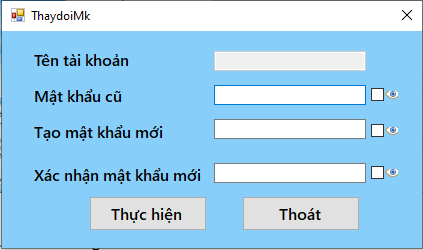 ThaydoiMk
Tên tài khoản
Mật khẩu cũ
Tạo mật khẩu mới
Xác nhận mật khẩu mới
Thực hiện Thoát